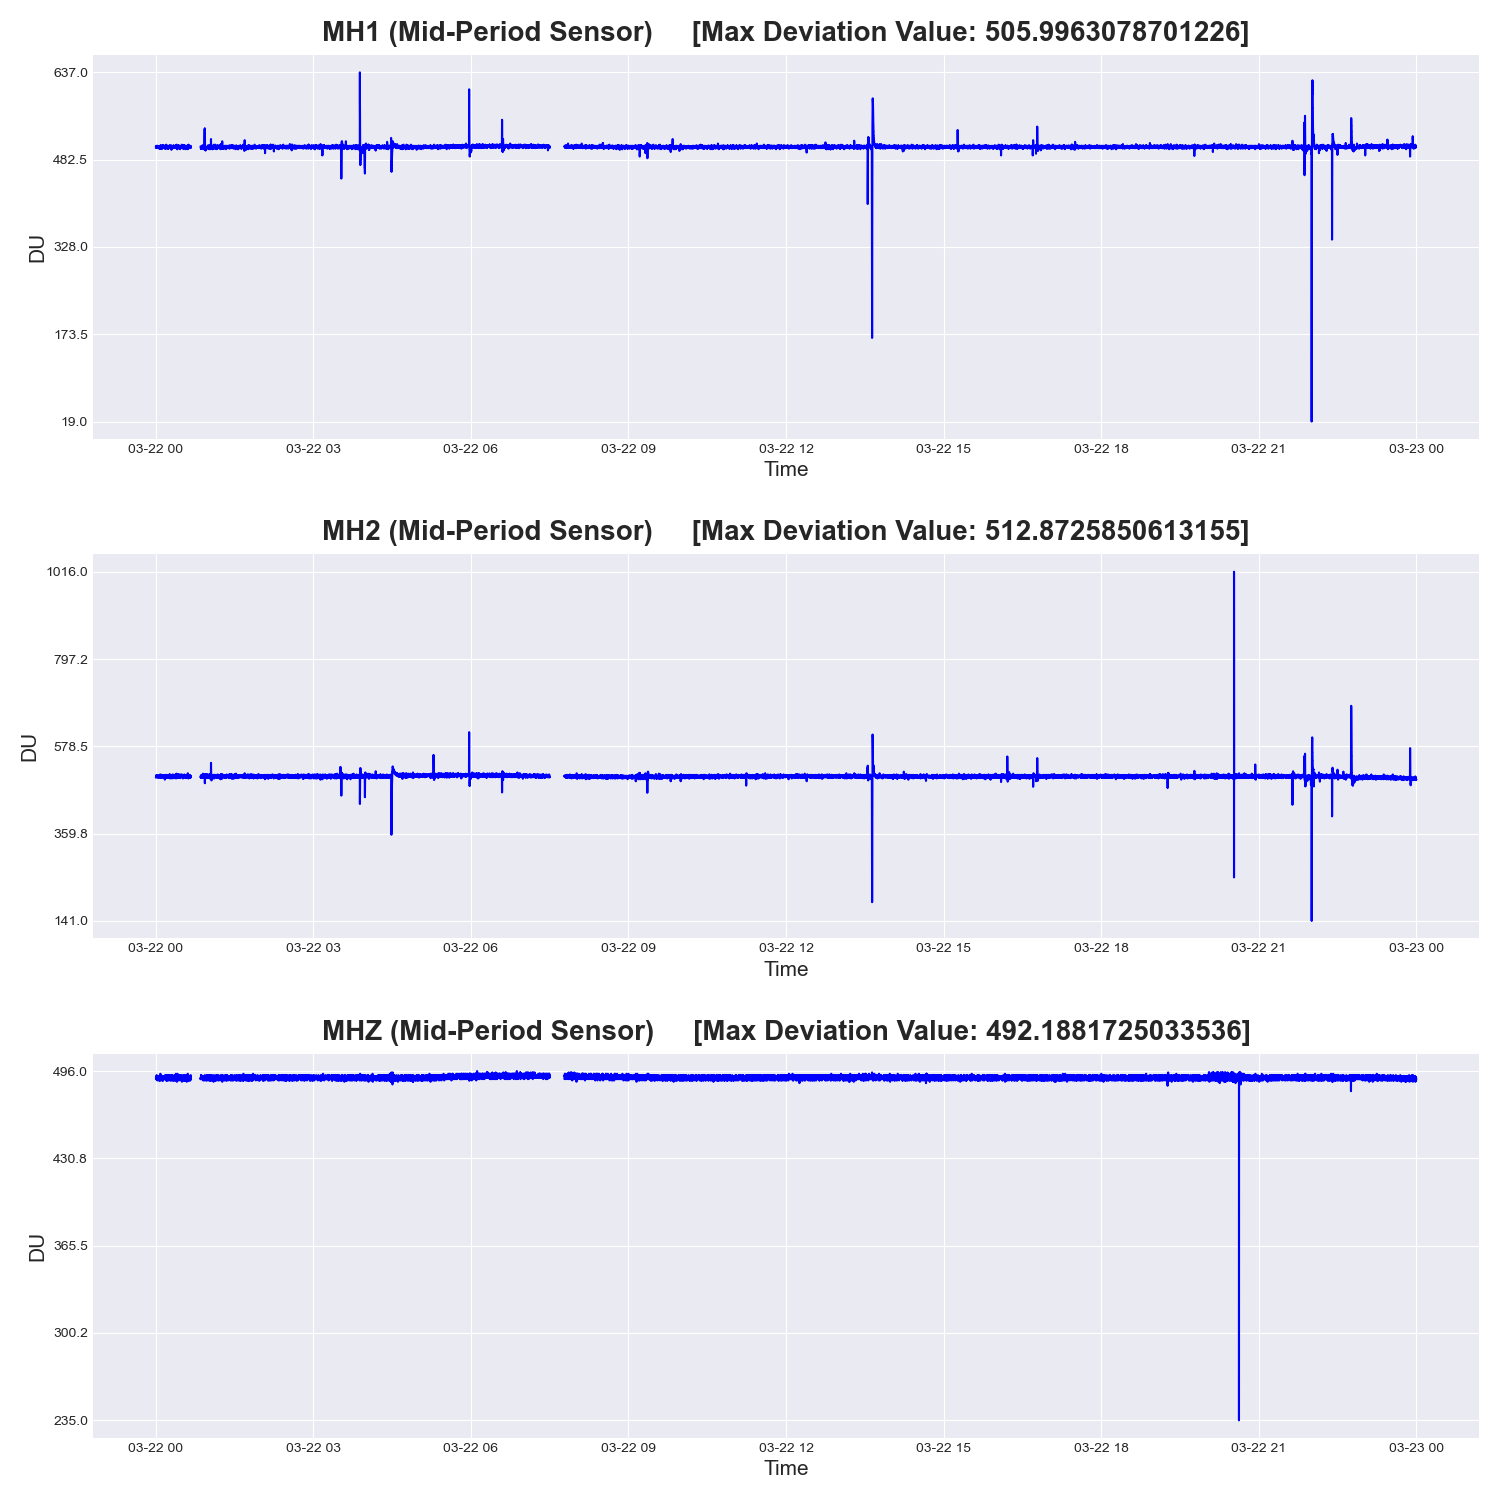 MH1 (Mid-Period Sensor) [Max Deviation Value: 505.9963078701226]
637.0
482.5
328.0
173.5
19.0
DU
03-22 00 03-22 03 03-22 06 03-22 09 03-22 12 03-22 15 03-22 18 03-22 21 03-23 00
Time
MH2 (Mid-Period Sensor) [Max Deviation Value: 512.8725850613155]
1016.0
797.2
578.5
359.8
141.0
DU
03-22 00 03-22 03 03-22 06 03-22 09 03-22 12 03-22 15 03-22 18 03-22 21 03-23 00
Time
MHZ (Mid-Period Sensor) [Max Deviation Value: 492.1881725033536]
496.0
430.8
365.5
300.2
235.0
DU
03-22 00 03-22 03 03-22 06 03-22 09 03-22 12 03-22 15 03-22 18 03-22 21 03-23 00
Time